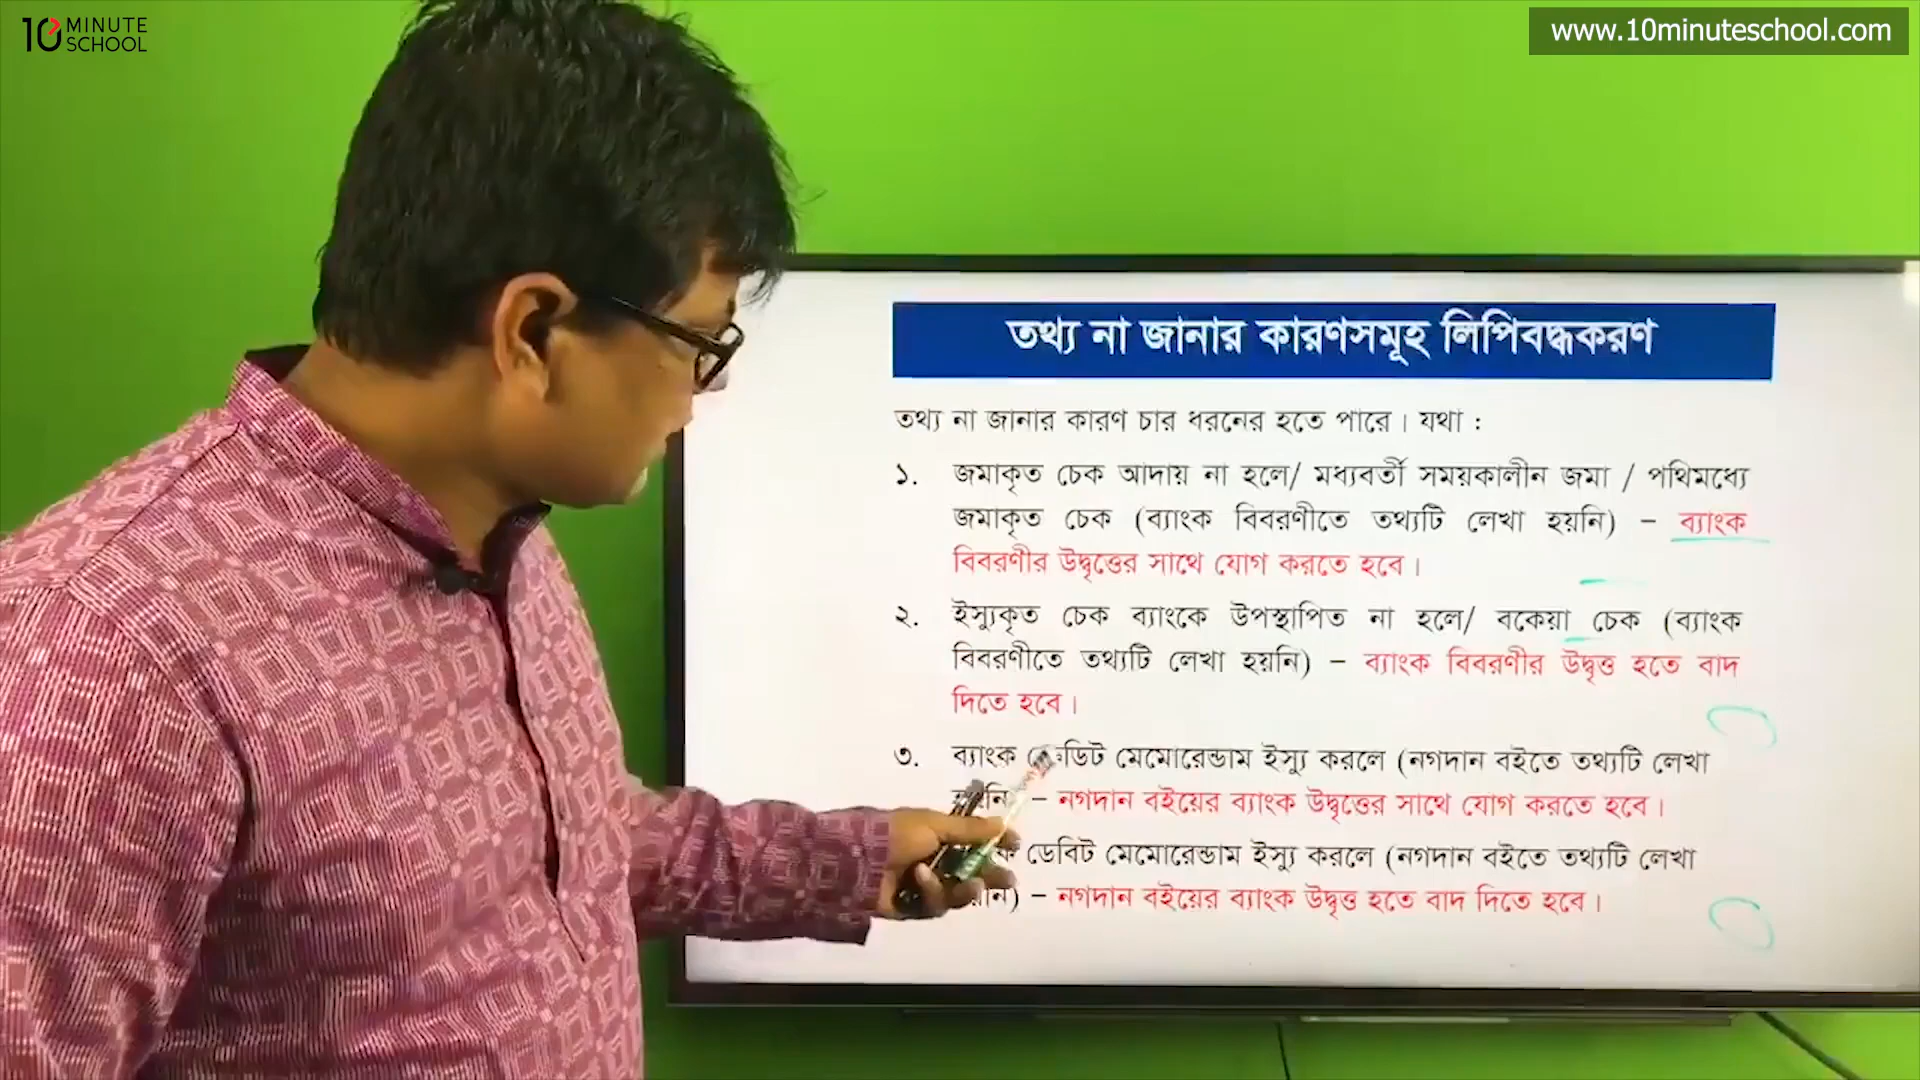 10 MINUTE
SCHOOL
www.10minuteschool.com
তথ্য না জানার কারণসমূহ লিপিবদ্ধকরণ
তথ্য না জানার কারণ চার ধরনের হতে পারে। যথা :
১. জমাকৃত চেক আদায় না হলে/ মধ্যবর্তী সময়কালীন জমা / পথিমধ্যে
জমাকৃত চেক (ব্যাংক বিবরণীতে তথ্যটি লেখা হয়নি) – ব্যাংক
বিবরণীর উদ্বৃত্তের সাথে যোগ করতে হবে।
২. ইস্যুকৃত চেক ব্যাংকে উপস্থাপিত না হলে/ বকেয়া চেক (ব্যাংক
বিবরণীতে তথ্যটি লেখা হয়নি) – ব্যাংক বিবরণীর উদ্বৃত্ত হতে বাদ
দিতে হবে।
৩. ব্যাংক মেমোরেন্ডাম ইস্যু করলে (নগদান বইতে তথ্যটি লেখা
– নগদান বইয়ের ব্যাংক উদ্বৃত্তের সাথে যোগ করতে হবে।
ডেবিট মেমোরেন্ডাম ইস্যু করলে (নগদান বইতে তথ্যটি লেখা
– নগদান বইয়ের ব্যাংক উদ্বৃত্ত হতে বাদ দিতে হবে।